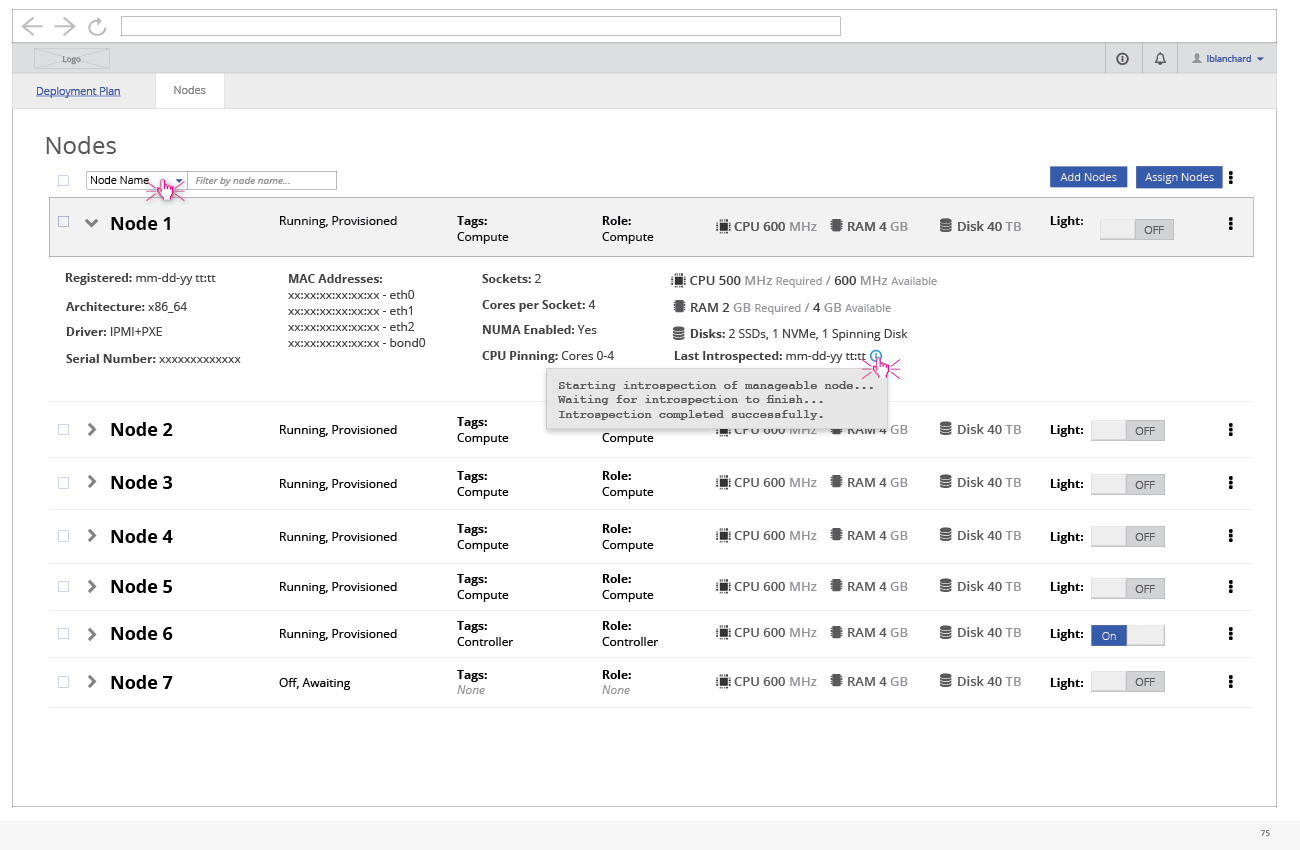 Logo
lblanchard
Deployment Plan
Nodes
Nodes
Node Name
Filter by node name...
Add Nodes
Assign Nodes
Node 1
Running, Provisioned
Tags:
Compute
Role:
Compute
CPU 600 MHz
RAM 4 GB
Disk 40 TB
Light:
OFF
Registered: mm-dd-yy tt:tt
Architecture: x86_64
Driver: IPMI+PXE
Serial Number: xxxxxxxxxxxxx
MAC Addresses:
xx:xx:xx:xx:xx:xx - eth0
xx:xx:xx:xx:xx:xx - eth1
xx:xx:xx:xx:xx:xx - eth2
xx:xx:xx:xx:xx:xx - bond0
Sockets: 2
Cores per Socket: 4
NUMA Enabled: Yes
CPU Pinning: Cores 0-4
CPU 500 MHz Required / 600 MHz Available
RAM 2 GB Required / 4 GB Available
Disks: 2 SSDs, 1 NVMe, 1 Spinning Disk
Last Introspected: mm-dd-yy tt:tt
Starting introspection of manageable node...
Waiting for introspection to finish...
Introspection completed successfully.
Node 2
Running, Provisioned
Tags:
Compute
Compute
CPU 600 MHz
RAM 4 GB
Disk 40 TB
Light:
OFF
Node 3
Running, Provisioned
Tags:
Compute
Role:
Compute
CPU 600 MHz
RAM 4 GB
Disk 40 TB
Light:
OFF
Node 4
Running, Provisioned
Tags:
Compute
Role:
Compute
CPU 600 MHz
RAM 4 GB
Disk 40 TB
Light:
OFF
Node 5
Running, Provisioned
Tags:
Compute
Role:
Compute
CPU 600 MHz
RAM 4 GB
Disk 40 TB
Light:
OFF
Node 6
Running, Provisioned
Tags:
Controller
Role:
Controller
CPU 600 MHz
RAM 4 GB
Disk 40 TB
Light:
On
Node 7
Off, Awaiting
Tags:
None
Role:
None
CPU 600 MHz
RAM 4 GB
Disk 40 TB
Light:
OFF
75